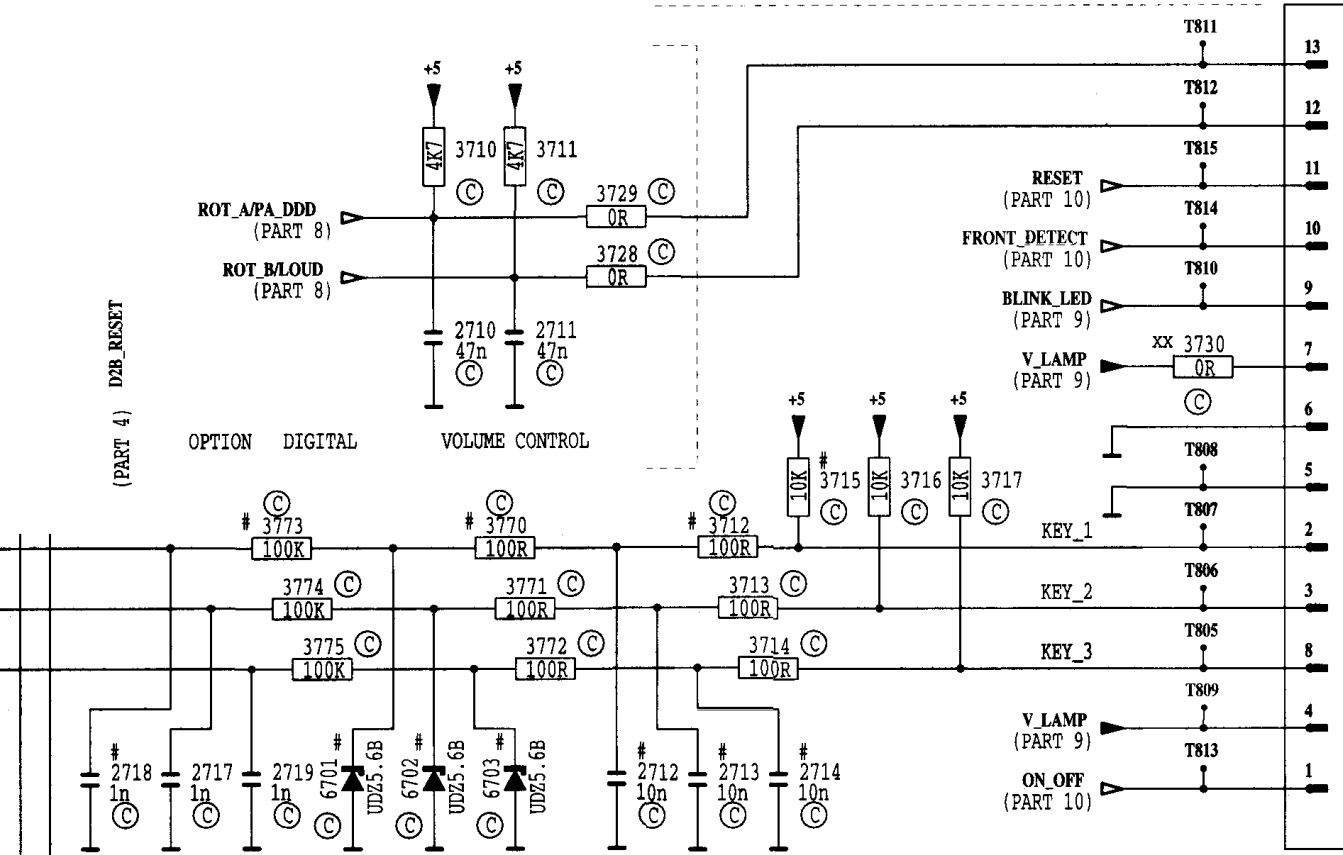 T811
13
+5
+5
T812
12
4K7
3710
4K7
3711
T815
11
C
C
3729
C
RESET
(PART 10)
ROT_A/PA_DDD
(PART 8)
0R
T814
10
FRONT_DETECT
(PART 10)
ROT_B/LOUD
(PART 8)
3728
C
0R
T810
9
BLINK_LED
(PART 9)
(PART 4) D2B_RESET
2710
47n
C
2711
47n
C
XX 3730
0R
C
7
V_LAMP
(PART 9)
6
OPTION DIGITAL VOLUME CONTROL
+5
+5
+5
T808
5
10K
#
3715
C
10K
3716
C
10K
3717
C
T807
# 3773
C
100K
# 3770
C
100R
# 3712
C
100R
KEY_1
2
T806
3774
C
100K
3771
C
100R
3713
C
100R
KEY_2
3
T805
3775
C
100K
3772
C
100R
3714
C
100R
KEY_3
8
T809
4
V_LAMP
(PART 9)
T813
1
ON_OFF
(PART 10)
#
2718
1n
C
2717
1n
C
2719
1n
C
#
6701
UDZ5.6B
C
#
6702
UDZ5.6B
C
#
6703
UDZ5.6B
C
#
2712
10n
C
#
2713
10n
C
#
2714
10n
C